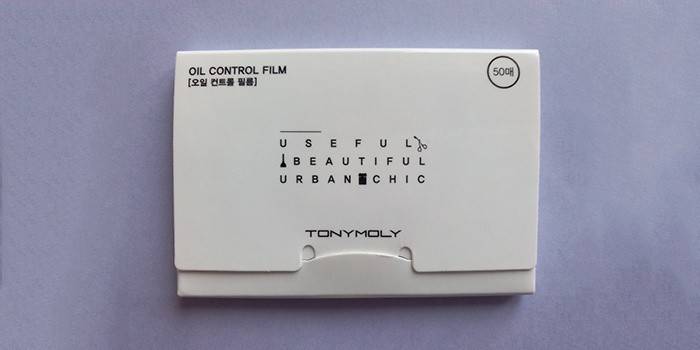 OIL CONTROL FILM
[오일 컨트롤 필름]
50매
USEFUL
BEAUTIFUL
URBAN CHIC
TONYMOLY